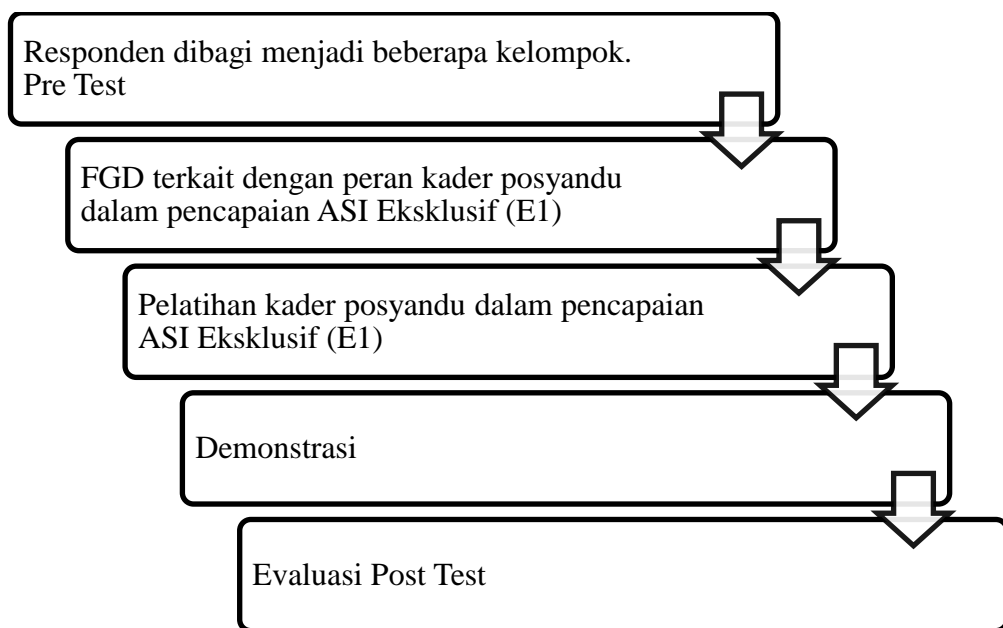 Responden dibagi menjadi beberapa kelompok.
Pre Test
FGD terkait dengan peran kader posyandu
dalam pencapaian ASI Eksklusif (E1)
Pelatihan kader posyandu dalam pencapaian
ASI Eksklusif (E1)
Demonstrasi
Evaluasi Post Test